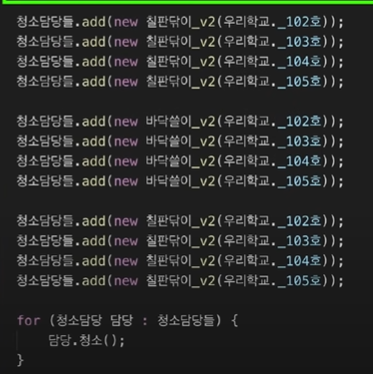 청소담당들.add(new 칠판닦이_v2(우리학교._102호));
청소담당들.add(new 칠판닦이_v2(우리학교._103호));
청소담당들.add(new 칠판닦이_v2(우리학교._104호));
청소담당들.add(new 칠판닦이_v2(우리학교._105호));
청소담당들.add(new 바닥쓸이_v2(우리학교._102호));
청소담당들.add(new 바닥쓸이_v2(우리학교._103호));
청소담당들.add(new 바닥쓸이_v2(우리학교._104호));
청소담당들.add(new 바닥쓸이_v2(우리학교._105호));
청소담당들.add(new 칠판닦이_v2(우리학교._102호));
청소담당들.add(new 칠판닦이_v2(우리학교._103호));
청소담당들.add(new 칠판닦이_v2(우리학교._104호));
청소담당들.add(new 칠판닦이_v2(우리학교._105호));
for (청소담당 담당 : 청소담당들) {
담당.청소();
}